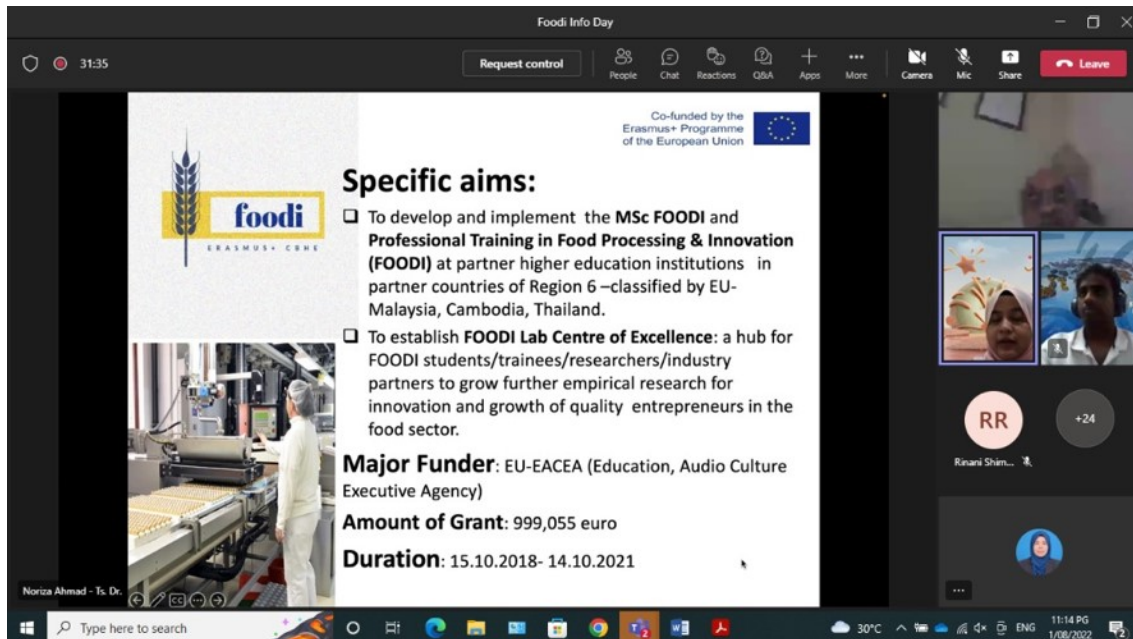 Foodi Info Day
31:35
Request control
People
Chat
Reactions
Q&A
Apps
More
Camera
Mic
Share
Leave
Co-funded by the
Erasmus+ Programme
of the European Union
foodi
ERASMUS+ CBHE
Specific aims:
To develop and implement the MSc FOODI and
Professional Training in Food Processing & Innovation
(FOODI) at partner higher education institutions in
partner countries of Region 6 –classified by EU-
Malaysia, Cambodia, Thailand.
To establish FOODI Lab Centre of Excellence: a hub for
FOODI students/trainees/researchers/industry
partners to grow further empirical research for
innovation and growth of quality entrepreneurs in the
food sector.
Major Funder: EU-EACEA (Education, Audio Culture
Executive Agency)
Amount of Grant: 999,055 euro
Duration: 15.10.2018- 14.10.2021
RR
+24
Rinani Shim...
Noriza Ahmad - Ts. Dr.
CC
Type here to search
30°C
ENG
11:14 PG
1/08/2022